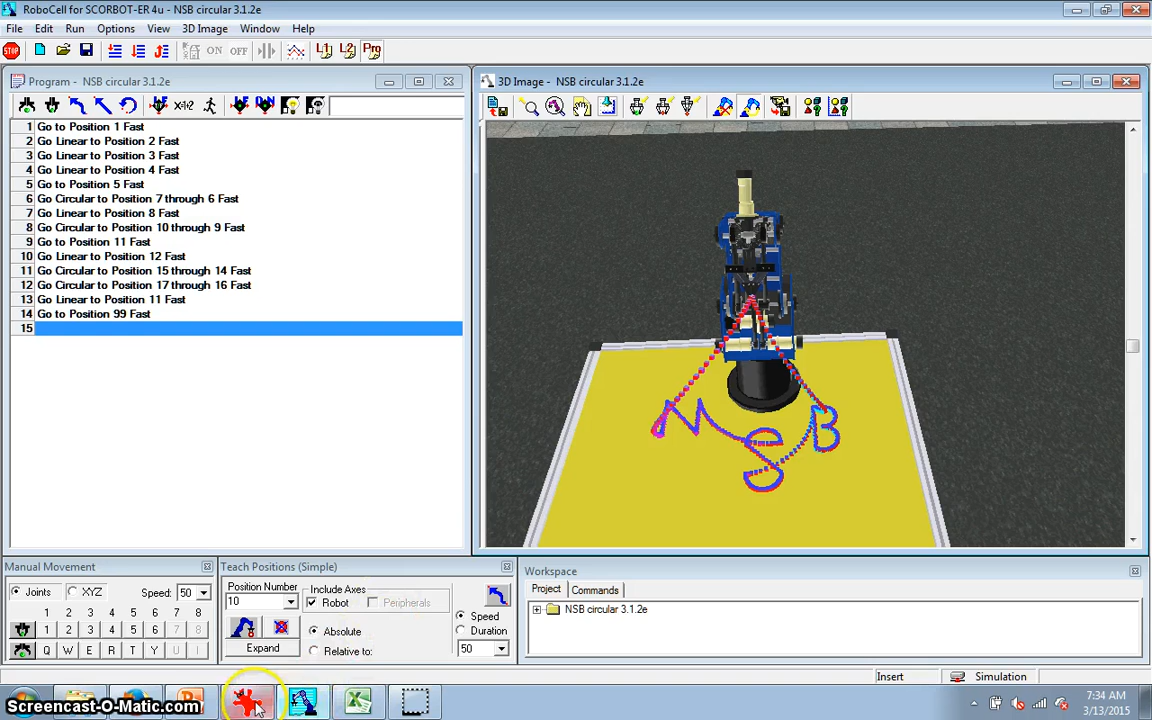 RoboCell for SCORBOT-ER 4u - NSB circular 3.1.2e
File Edit Run Options View 3D Image Window Help
STOP ON OFF L1 L2 Prg
Program - NSB circular 3.1.2e
1 Go to Position 1 Fast
2 Go Linear to Position 2 Fast
3 Go Linear to Position 3 Fast
4 Go Linear to Position 4 Fast
5 Go to Position 5 Fast
6 Go Circular to Position 7 through 6 Fast
7 Go Linear to Position 8 Fast
8 Go Circular to Position 10 through 9 Fast
9 Go to Position 11 Fast
10 Go Linear to Position 12 Fast
11 Go Circular to Position 15 through 14 Fast
12 Go Circular to Position 17 through 16 Fast
13 Go Linear to Position 11 Fast
14 Go to Position 99 Fast
15
3D Image - NSB circular 3.1.2e
Manual Movement
Joints XYZ Speed: 50
1 2 3 4 5 6 7 8
1 2 3 4 5 6 7 8
Q W E R T Y U I
Teach Positions (Simple)
Position Number
10
Include Axes
Robot Peripherals
Absolute
Relative to:
Expand
Speed
Duration
50
Workspace
Project Commands
NSB circular 3.1.2e
Insert Simulation
Screencast-O-Matic.com
7:34 AM
3/13/2015